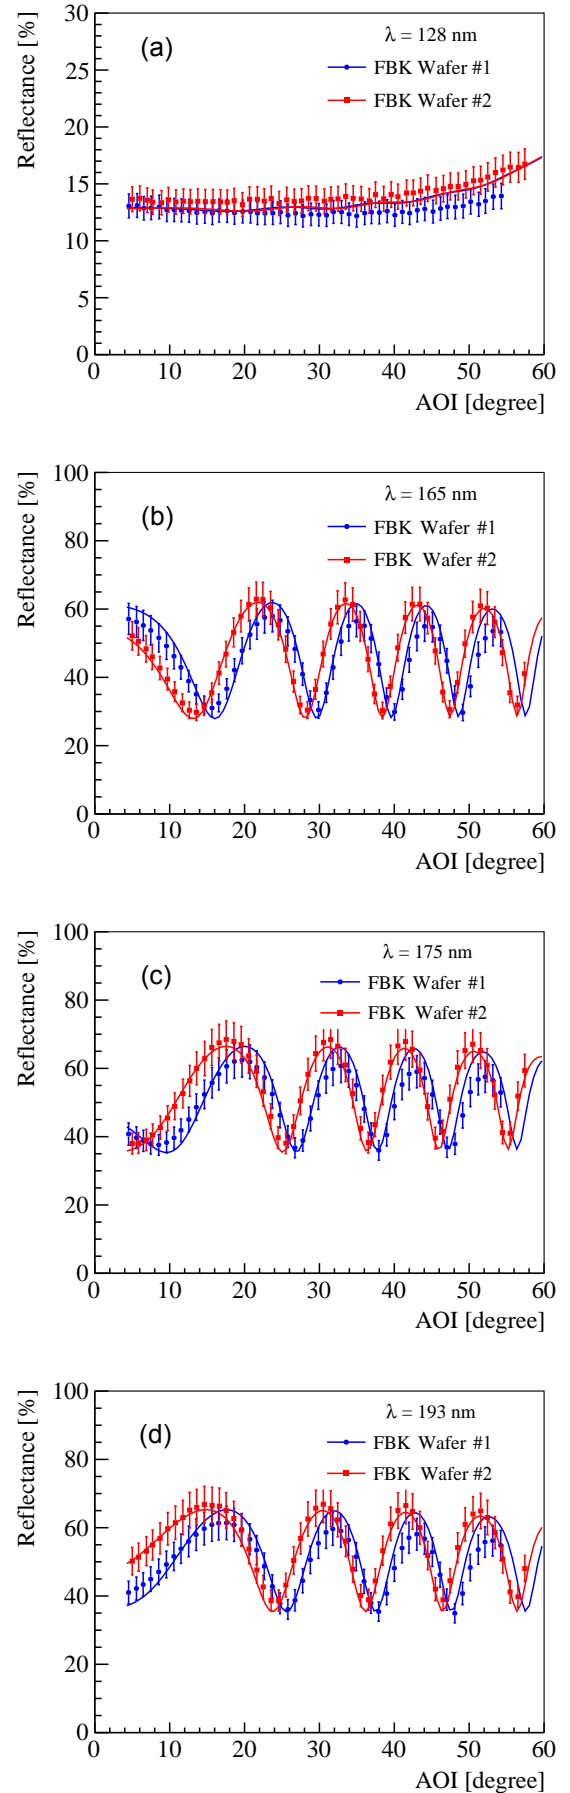 Reflectance [%]
30
25
20
15
10
5
0
(a)
λ = 128 nm
FBK Wafer #1
FBK Wafer #2
0 10 20 30 40 50 60
AOI [degree]
Reflectance [%]
100
80
60
40
20
0
(b)
λ = 165 nm
FBK Wafer #1
FBK Wafer #2
0 10 20 30 40 50 60
AOI [degree]
Reflectance [%]
100
80
60
40
20
0
(c)
λ = 175 nm
FBK Wafer #1
FBK Wafer #2
0 10 20 30 40 50 60
AOI [degree]
Reflectance [%]
100
80
60
40
20
0
(d)
λ = 193 nm
FBK Wafer #1
FBK Wafer #2
0 10 20 30 40 50 60
AOI [degree]